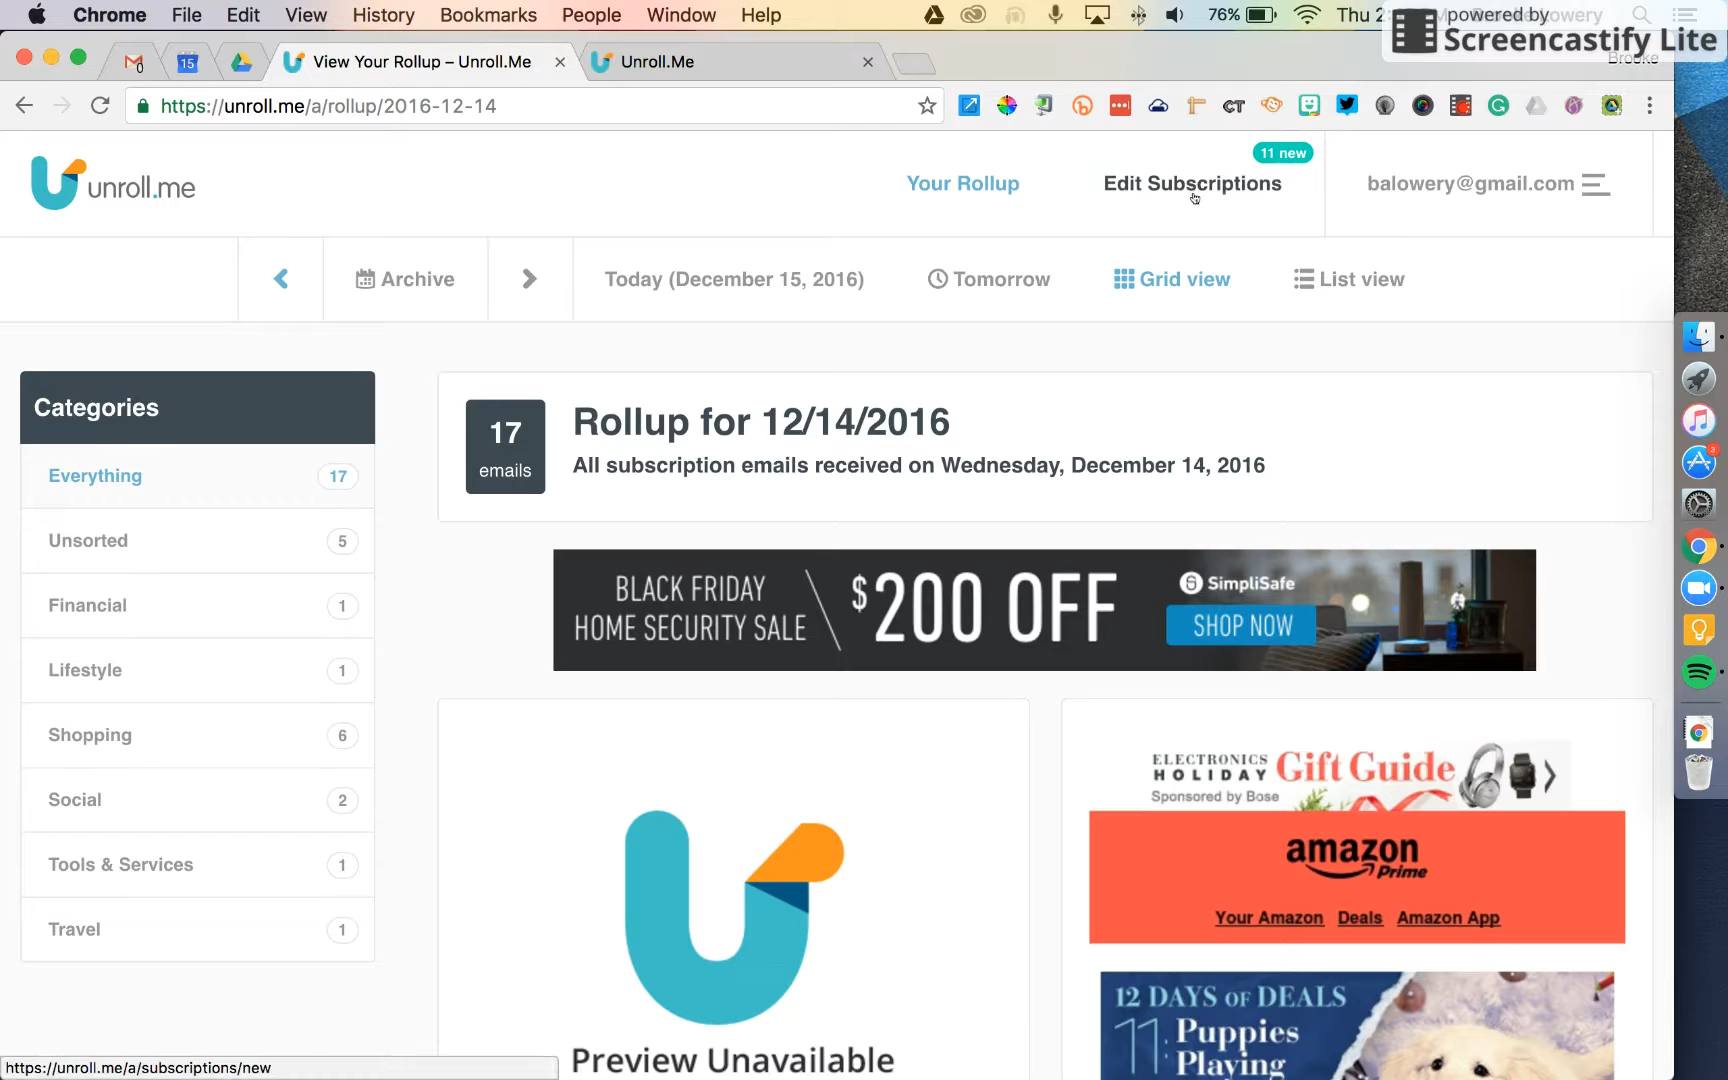 Chrome File Edit View History Bookmarks People Window Help
76% Thu 2
powered by
Screencastify Lite
15 View Your Rollup – Unroll.Me Unroll.Me
Brooke
https://unroll.me/a/rollup/2016-12-14
CT
11 new
unroll.me Your Rollup Edit Subscriptions balowery@gmail.com
Archive Today (December 15, 2016) Tomorrow Grid view List view
Categories
Everything 17
Unsorted 5
Financial 1
Lifestyle 1
Shopping 6
Social 2
Tools & Services 1
Travel 1
17
emails
Rollup for 12/14/2016
All subscription emails received on Wednesday, December 14, 2016
BLACK FRIDAY
HOME SECURITY SALE
$200 OFF
SimpliSafe
SHOP NOW
Preview Unavailable
ELECTRONICS
HOLIDAY Gift Guide
Sponsored by Bose
amazon
Prime
Your Amazon Deals Amazon App
12 DAYS OF DEALS
11 Puppies
Playing
3
https://unroll.me/a/subscriptions/new